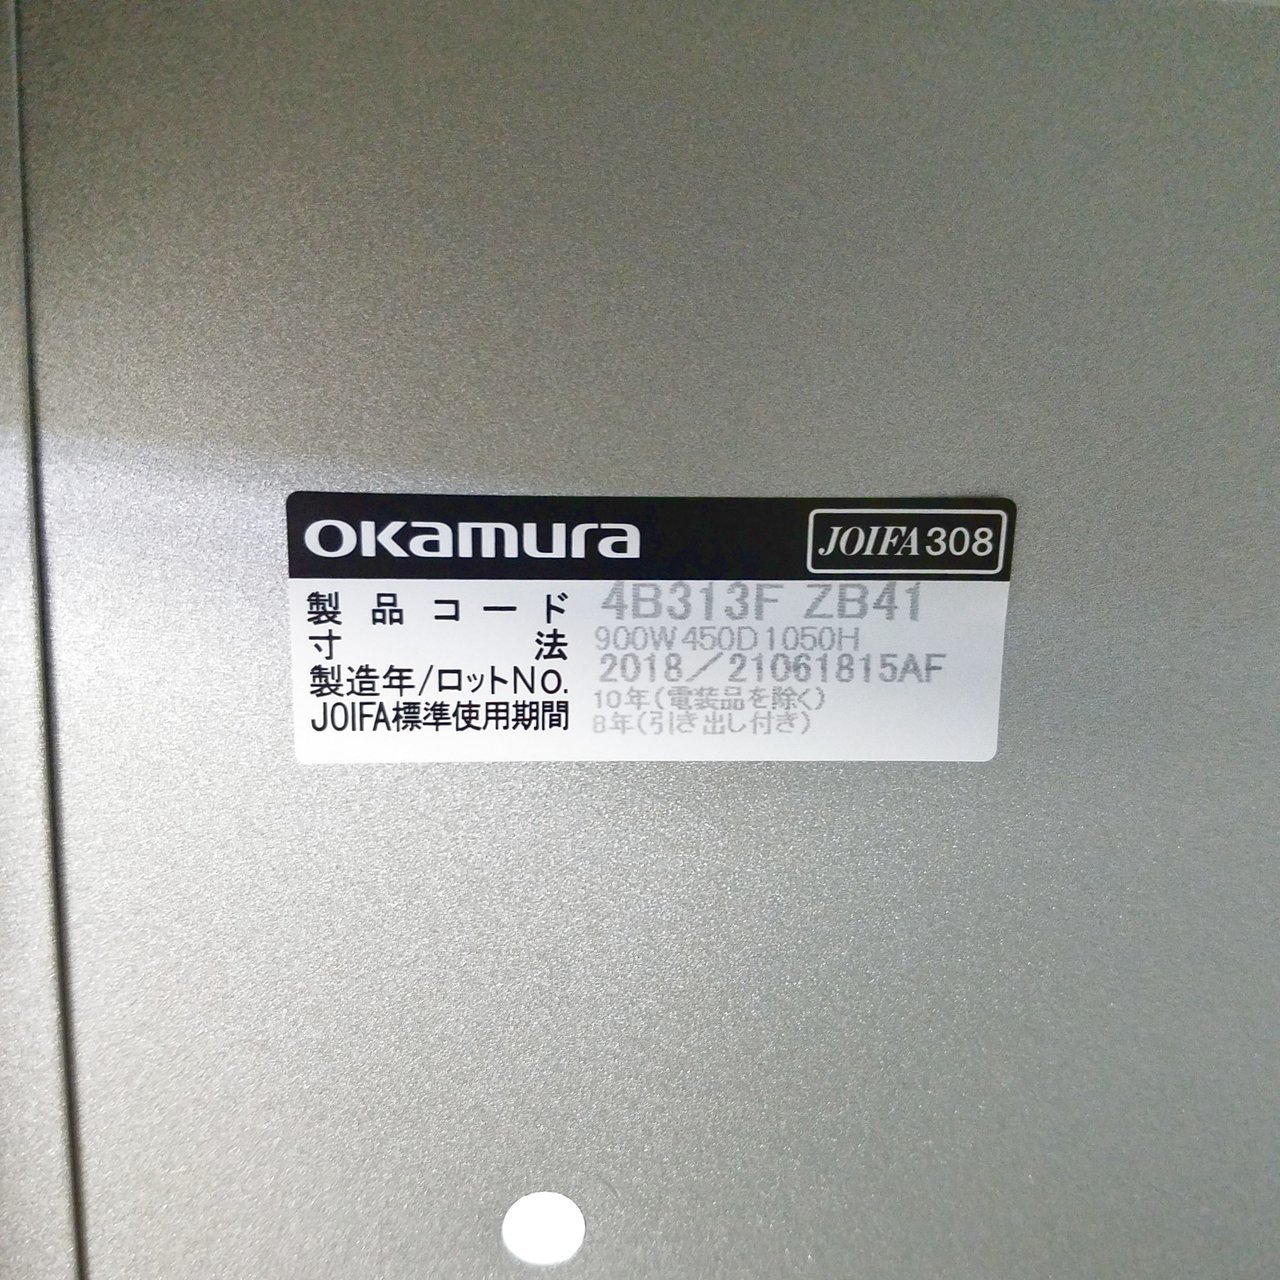 OKamura JOIFA308
製品コード 4B313F ZB41
寸法 900W450D1050H
製造年/ロットNo. 2018/21061815AF
JOIFA標準使用期間 10年(電装品を除く)
8年(引き出し付き)